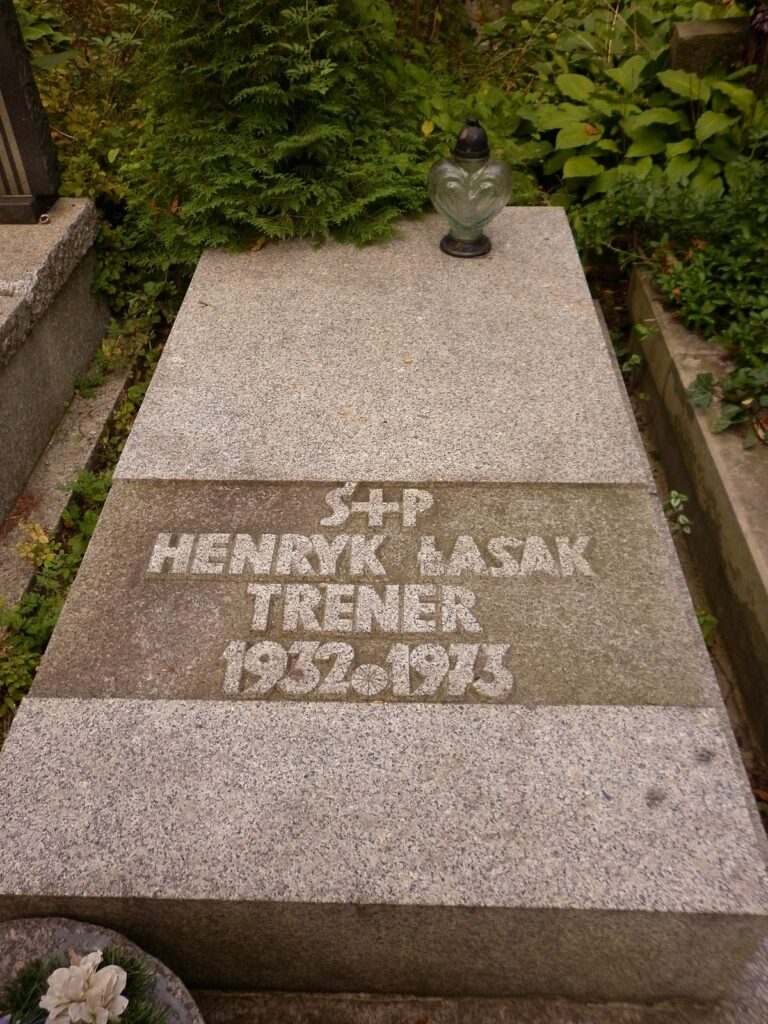 Ś+P
HENRYK ŁASAK
TRENER
1932 1973